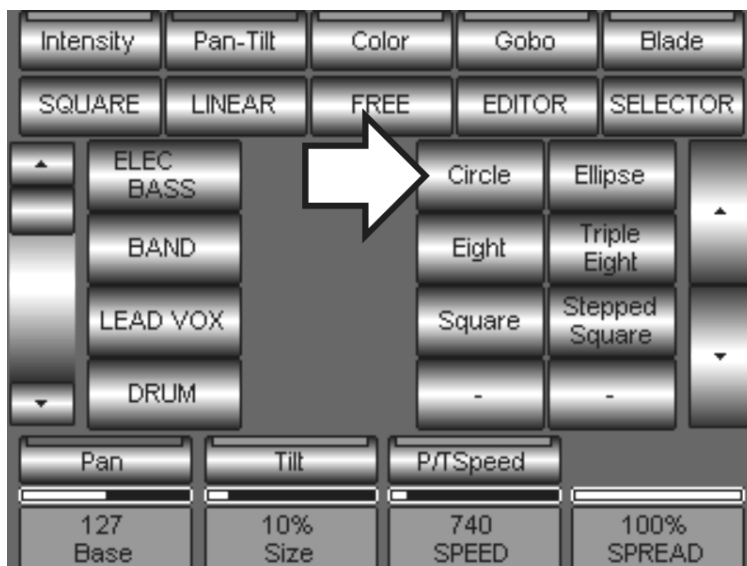 Intensity Pan-Tilt Color Gobo Blade
SQUARE LINEAR FREE EDITOR SELECTOR
ELEC
BASS
Circle Ellipse
BAND
Eight Triple
Eight
LEAD VOX
Square Stepped
Square
DRUM
- -
Pan Tilt P/TSpeed
127 10% 740 100%
Base Size SPEED SPREAD